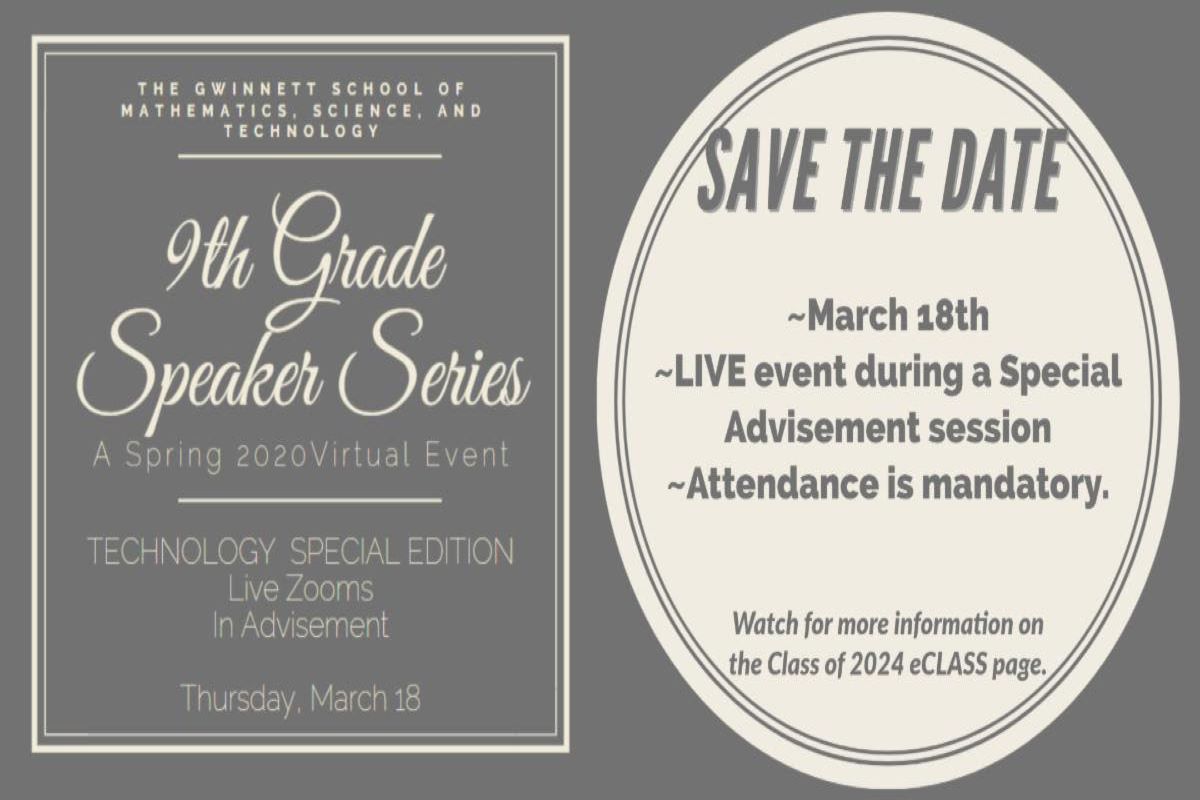 THE GWINNETT SCHOOL OF
MATHEMATICS, SCIENCE, AND
TECHNOLOGY
9th Grade
Speaker Series
A Spring 2020Virtual Event
TECHNOLOGY SPECIAL EDITION
Live Zooms
In Advisement
Thursday, March 18
SAVE THE DATE
~March 18th
~LIVE event during a Special
Advisement session
~Attendance is mandatory.
Watch for more information on
the Class of 2024 eCLASS page.